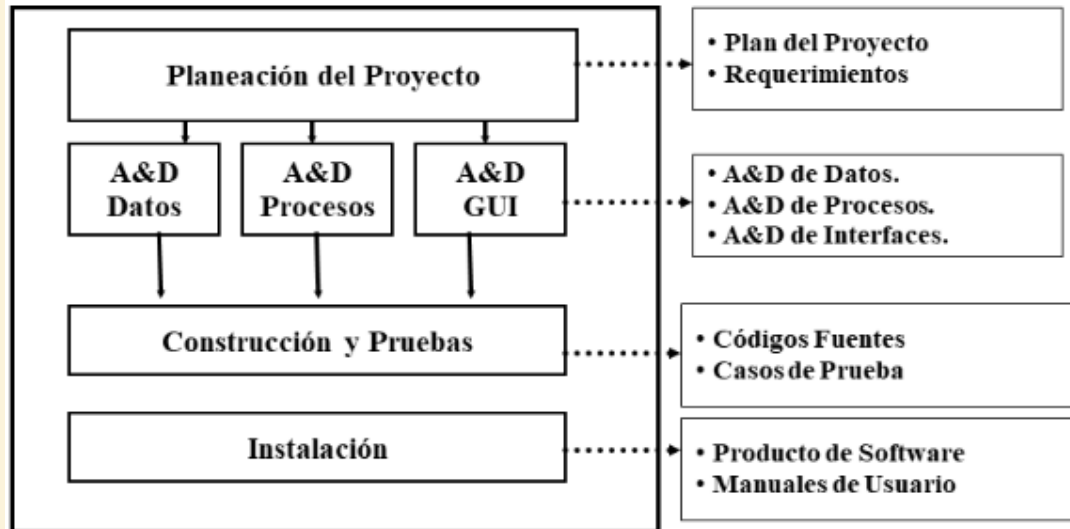 Planeación del Proyecto
• Plan del Proyecto
• Requerimientos
A&D
Datos
A&D
Procesos
A&D
GUI
• A&D de Datos.
• A&D de Procesos.
• A&D de Interfaces.
Construcción y Pruebas
• Códigos Fuentes
• Casos de Prueba
Instalación
• Producto de Software
• Manuales de Usuario